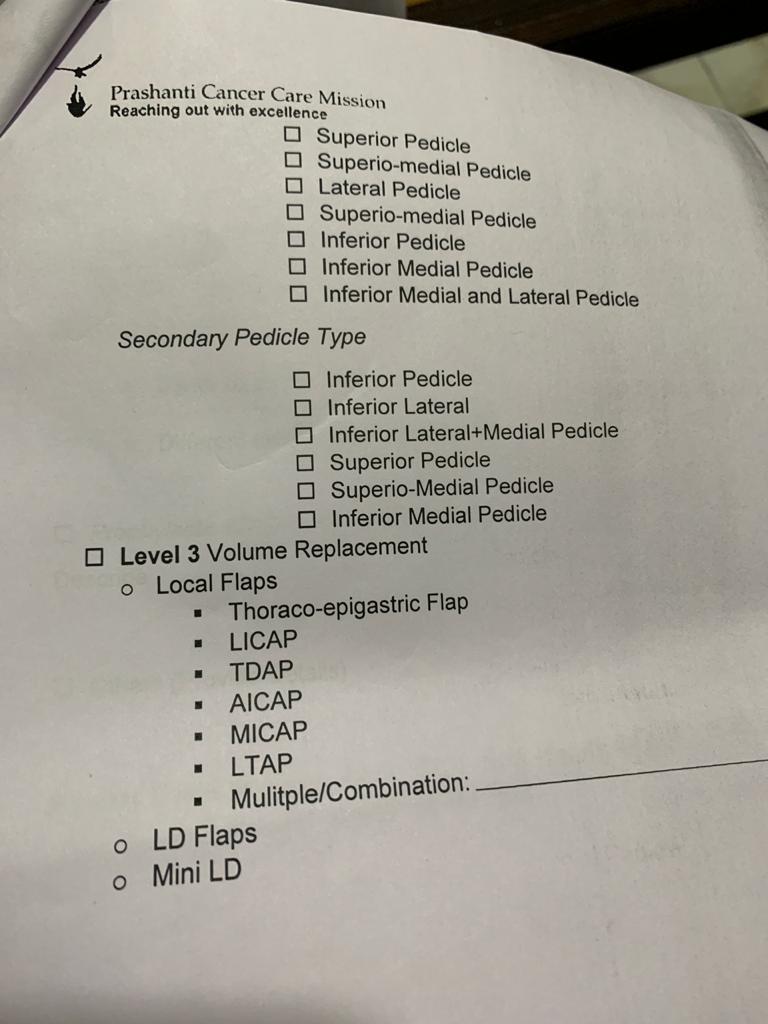 Prashanti Cancer Care Mission
Reaching out with excellence
☐ Superior Pedicle
☐ Superio-medial Pedicle
☐ Lateral Pedicle
☐ Superio-medial Pedicle
☐ Inferior Pedicle
☐ Inferior Medial Pedicle
☐ Inferior Medial and Lateral Pedicle
Secondary Pedicle Type
☐ Inferior Pedicle
☐ Inferior Lateral
☐ Inferior Lateral+Medial Pedicle
☐ Superior Pedicle
☐ Superio-Medial Pedicle
☐ Inferior Medial Pedicle
☐ Level 3 Volume Replacement
o Local Flaps
▪ Thoraco-epigastric Flap
▪ LICAP
▪ TDAP
▪ AICAP
▪ MICAP
▪ LTAP
▪ Mulitple/Combination: ____________
o LD Flaps
o Mini LD